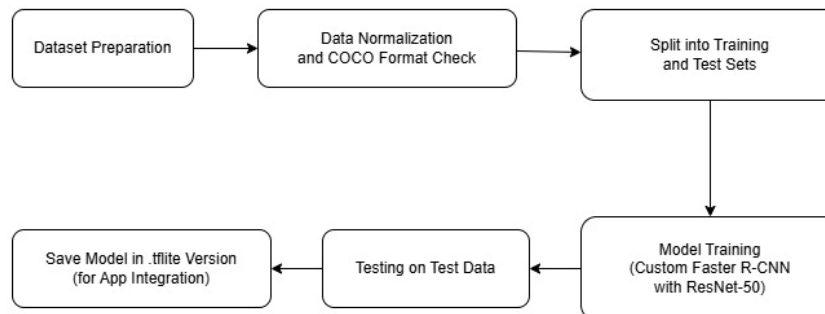 Dataset Preparation
Data Normalization
and COCO Format Check
Split into Training
and Test Sets
Model Training
(Custom Faster R-CNN
with ResNet-50)
Testing on Test Data
Save Model in .tflite Version
(for App Integration)